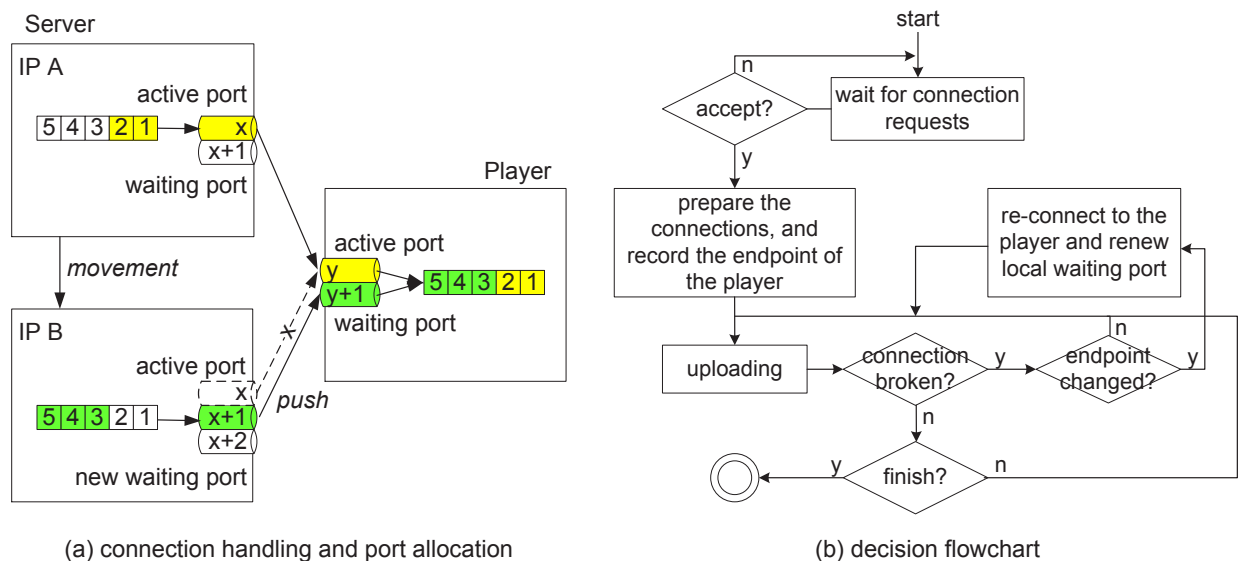 Server
IP A
active port
5 4 3 2 1
x
x+1
waiting port
movement
IP B
active port
x
push
5 4 3 2 1
x+1
x+2
new waiting port
Player
active port
y
y+1
5 4 3 2 1
waiting port
x
(a) connection handling and port allocation
start
n
accept?
wait for connection
requests
y
prepare the
connections, and
record the endpoint of
the player
re-connect to the
player and renew
local waiting port
uploading
connection
broken?
y
n
endpoint
changed?
y
n
finish?
y
n
(b) decision flowchart